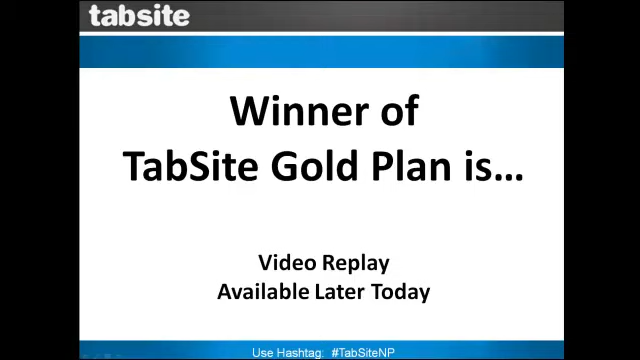 tabsite
Winner of
TabSite Gold Plan is...
Video Replay
Available Later Today
Use Hashtag: #TabSiteNP